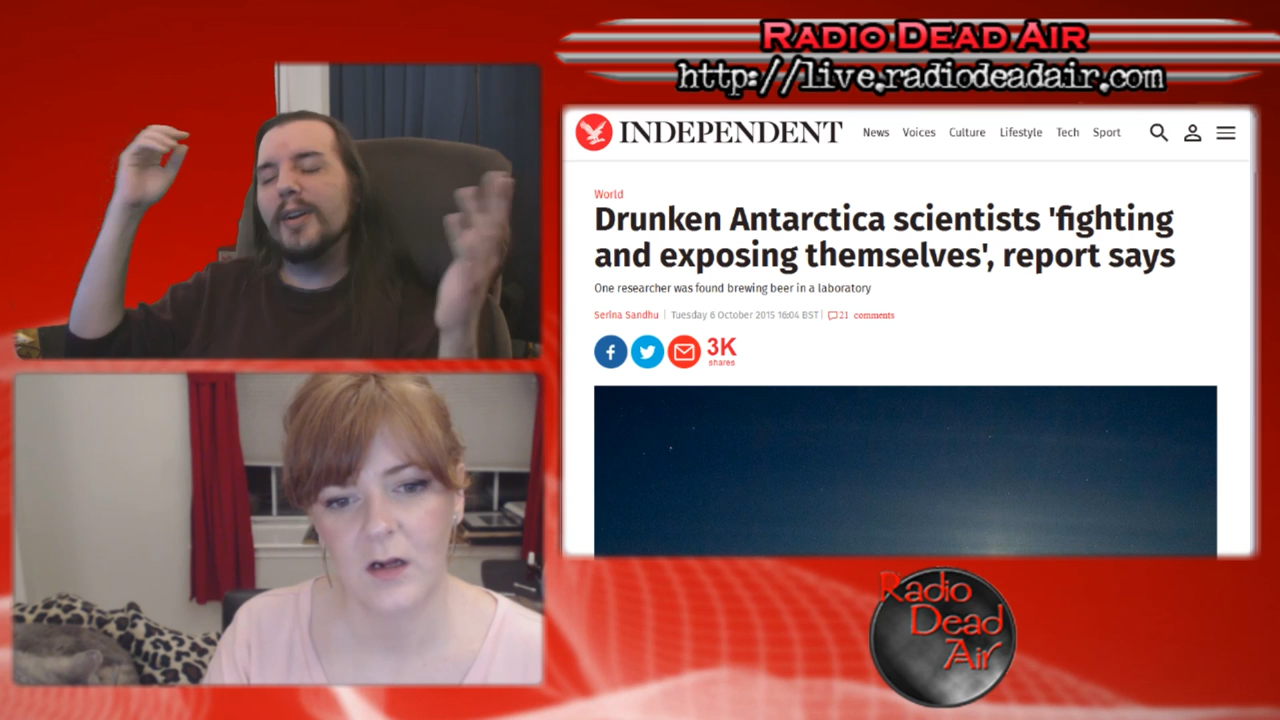 RADIO DEAD AIR
http://live.radiodeadair.com
INDEPENDENT News Voices Culture Lifestyle Tech Sport
World
Drunken Antarctica scientists 'fighting
and exposing themselves', report says
One researcher was found brewing beer in a laboratory
Serina Sandhu | Tuesday 6 October 2015 16:04 BST | 21 comments
3K
shares
Radio
Dead
Air